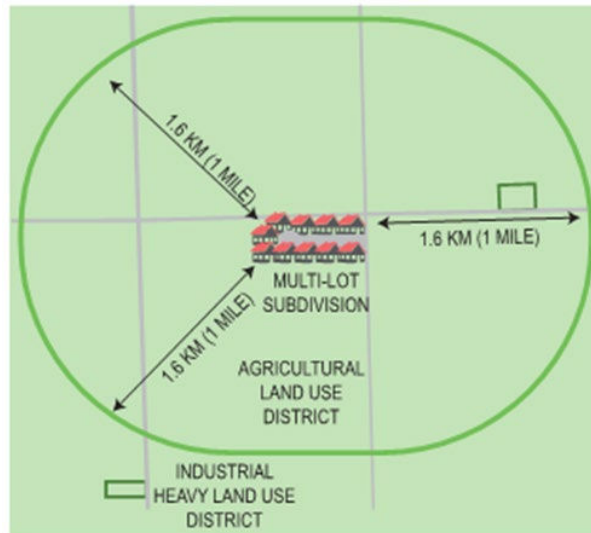 1.6 KM (1 MILE)
1.6 KM (1 MILE)
MULTI-LOT
SUBDIVISION
1.6 KM (1 MILE)
AGRICULTURAL
LAND USE
DISTRICT
INDUSTRIAL
HEAVY LAND USE
DISTRICT